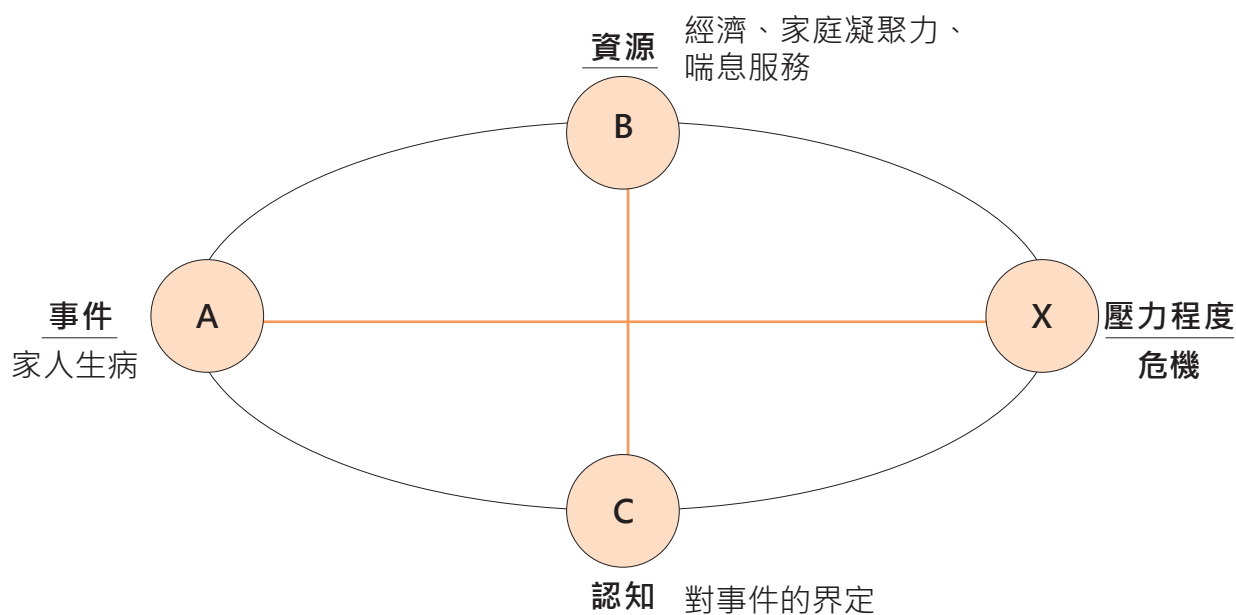 資源
經濟、家庭凝聚力、
喘息服務
B
事件
家人生病
A
X
壓力程度
危機
C
認知
對事件的界定